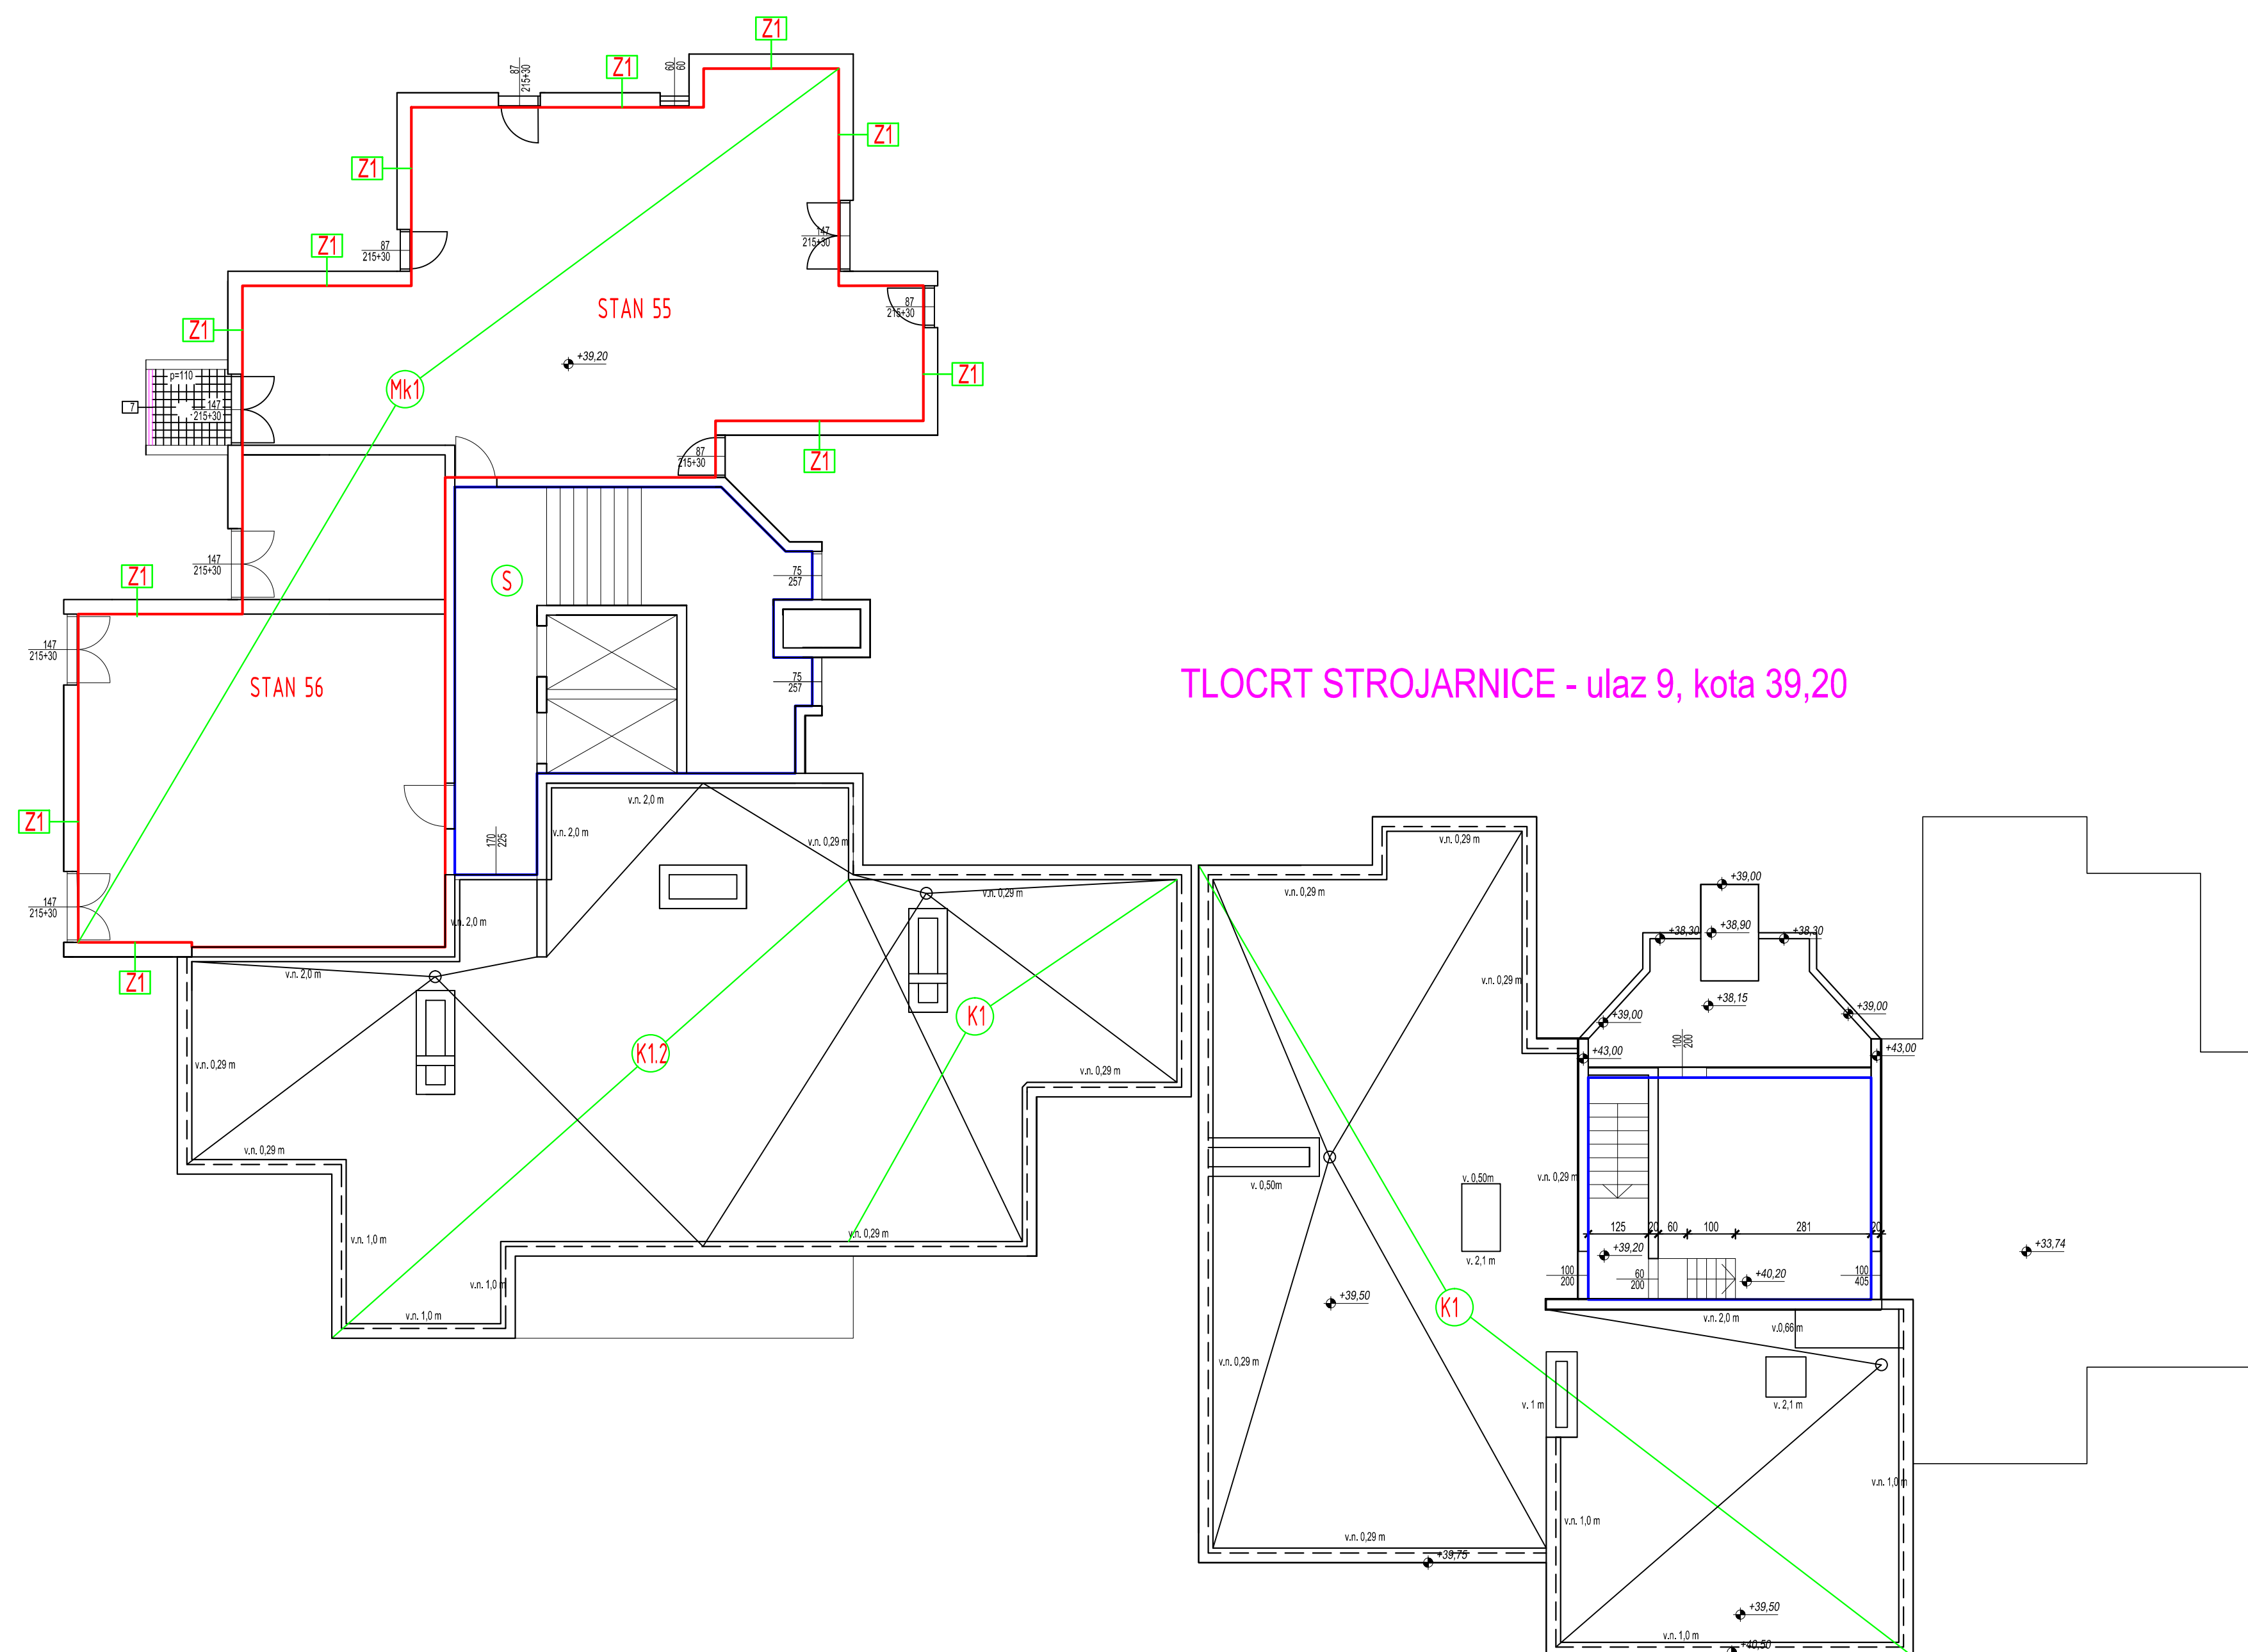 Z1
Z1
Z1
Z1
Z1
Z1
Z1
Z1
Z1
Z1
Z1
Z1
87
215+30
60
60
87
215+30
147
215+30
87
215+30
STAN 55
+39,20
p=110
7
147
215+30
Mk1
87
215+30
147
215+30
S
75
257
75
257
147
215+30
STAN 56
147
215+30
170
225
TLOCRT STROJARNICE - ulaz 9, kota 39,20
v.n. 2,0 m
v.n. 2,0 m
v.n. 0,29 m
v.n. 0,29 m
v.n. 2,0 m
v.n. 2,0 m
K1
K1.2
v.n. 0,29 m
v.n. 0,29 m
v.n. 0,29 m
v.n. 1,0 m
v.n. 0,29 m
v.n. 1,0 m
v.n. 1,0 m
v.n. 0,29 m
v.n. 0,29 m
v.n. 0,29 m
+39,00
+38,30
+38,90
+38,30
+38,15
+39,00
+39,00
100
200
+43,00
+43,00
v.n. 0,29 m
v. 0,50m
v. 0,50m
v. 2,1 m
125
20
60
100
281
20
+39,20
+40,20
100
200
60
200
100
405
+33,74
+39,50
K1
v.n. 2,0 m
v.0,66 m
v.n. 0,29 m
v. 1 m
v. 2,1 m
v.n. 1,0 m
v.n. 1,0 m
v.n. 0,29 m
+39,75
+39,50
v.n. 1,0 m
+40,50